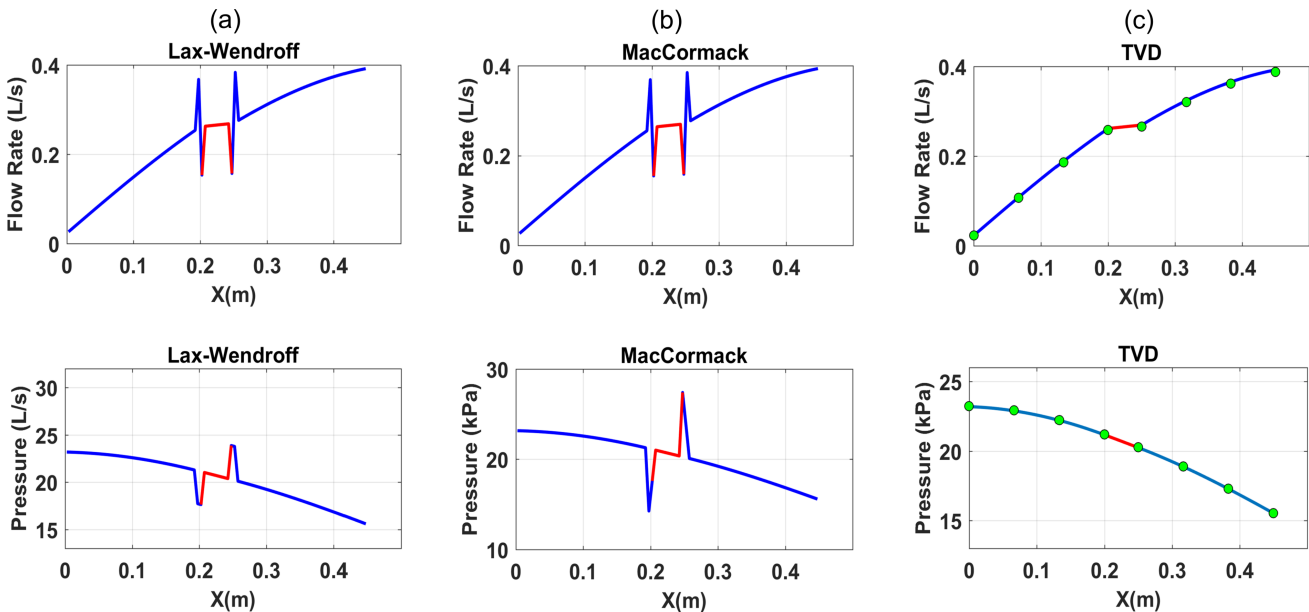 (a)
Lax-Wendroff
Flow Rate (L/s)
0.4
0.2
0
0 0.1 0.2 0.3 0.4
X(m)
(b)
MacCormack
Flow Rate (L/s)
0.4
0.2
0
0 0.1 0.2 0.3 0.4
X(m)
(c)
TVD
Flow Rate (L/s)
0.4
0.2
0
0 0.1 0.2 0.3 0.4
X(m)
Lax-Wendroff
Pressure (L/s)
30
25
20
15
0 0.1 0.2 0.3 0.4
X(m)
MacCormack
Pressure (kPa)
30
20
10
0 0.1 0.2 0.3 0.4
X(m)
TVD
Pressure (kPa)
25
20
15
0 0.1 0.2 0.3 0.4
X(m)